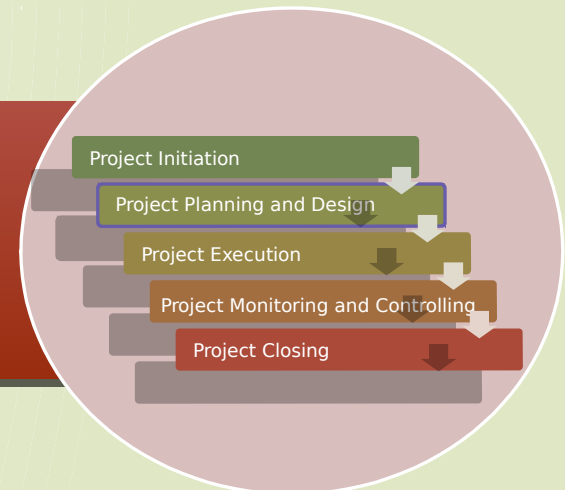 Project Initiation
Project Planning and Design
Project Execution
Project Monitoring and Controlling
Project Closing